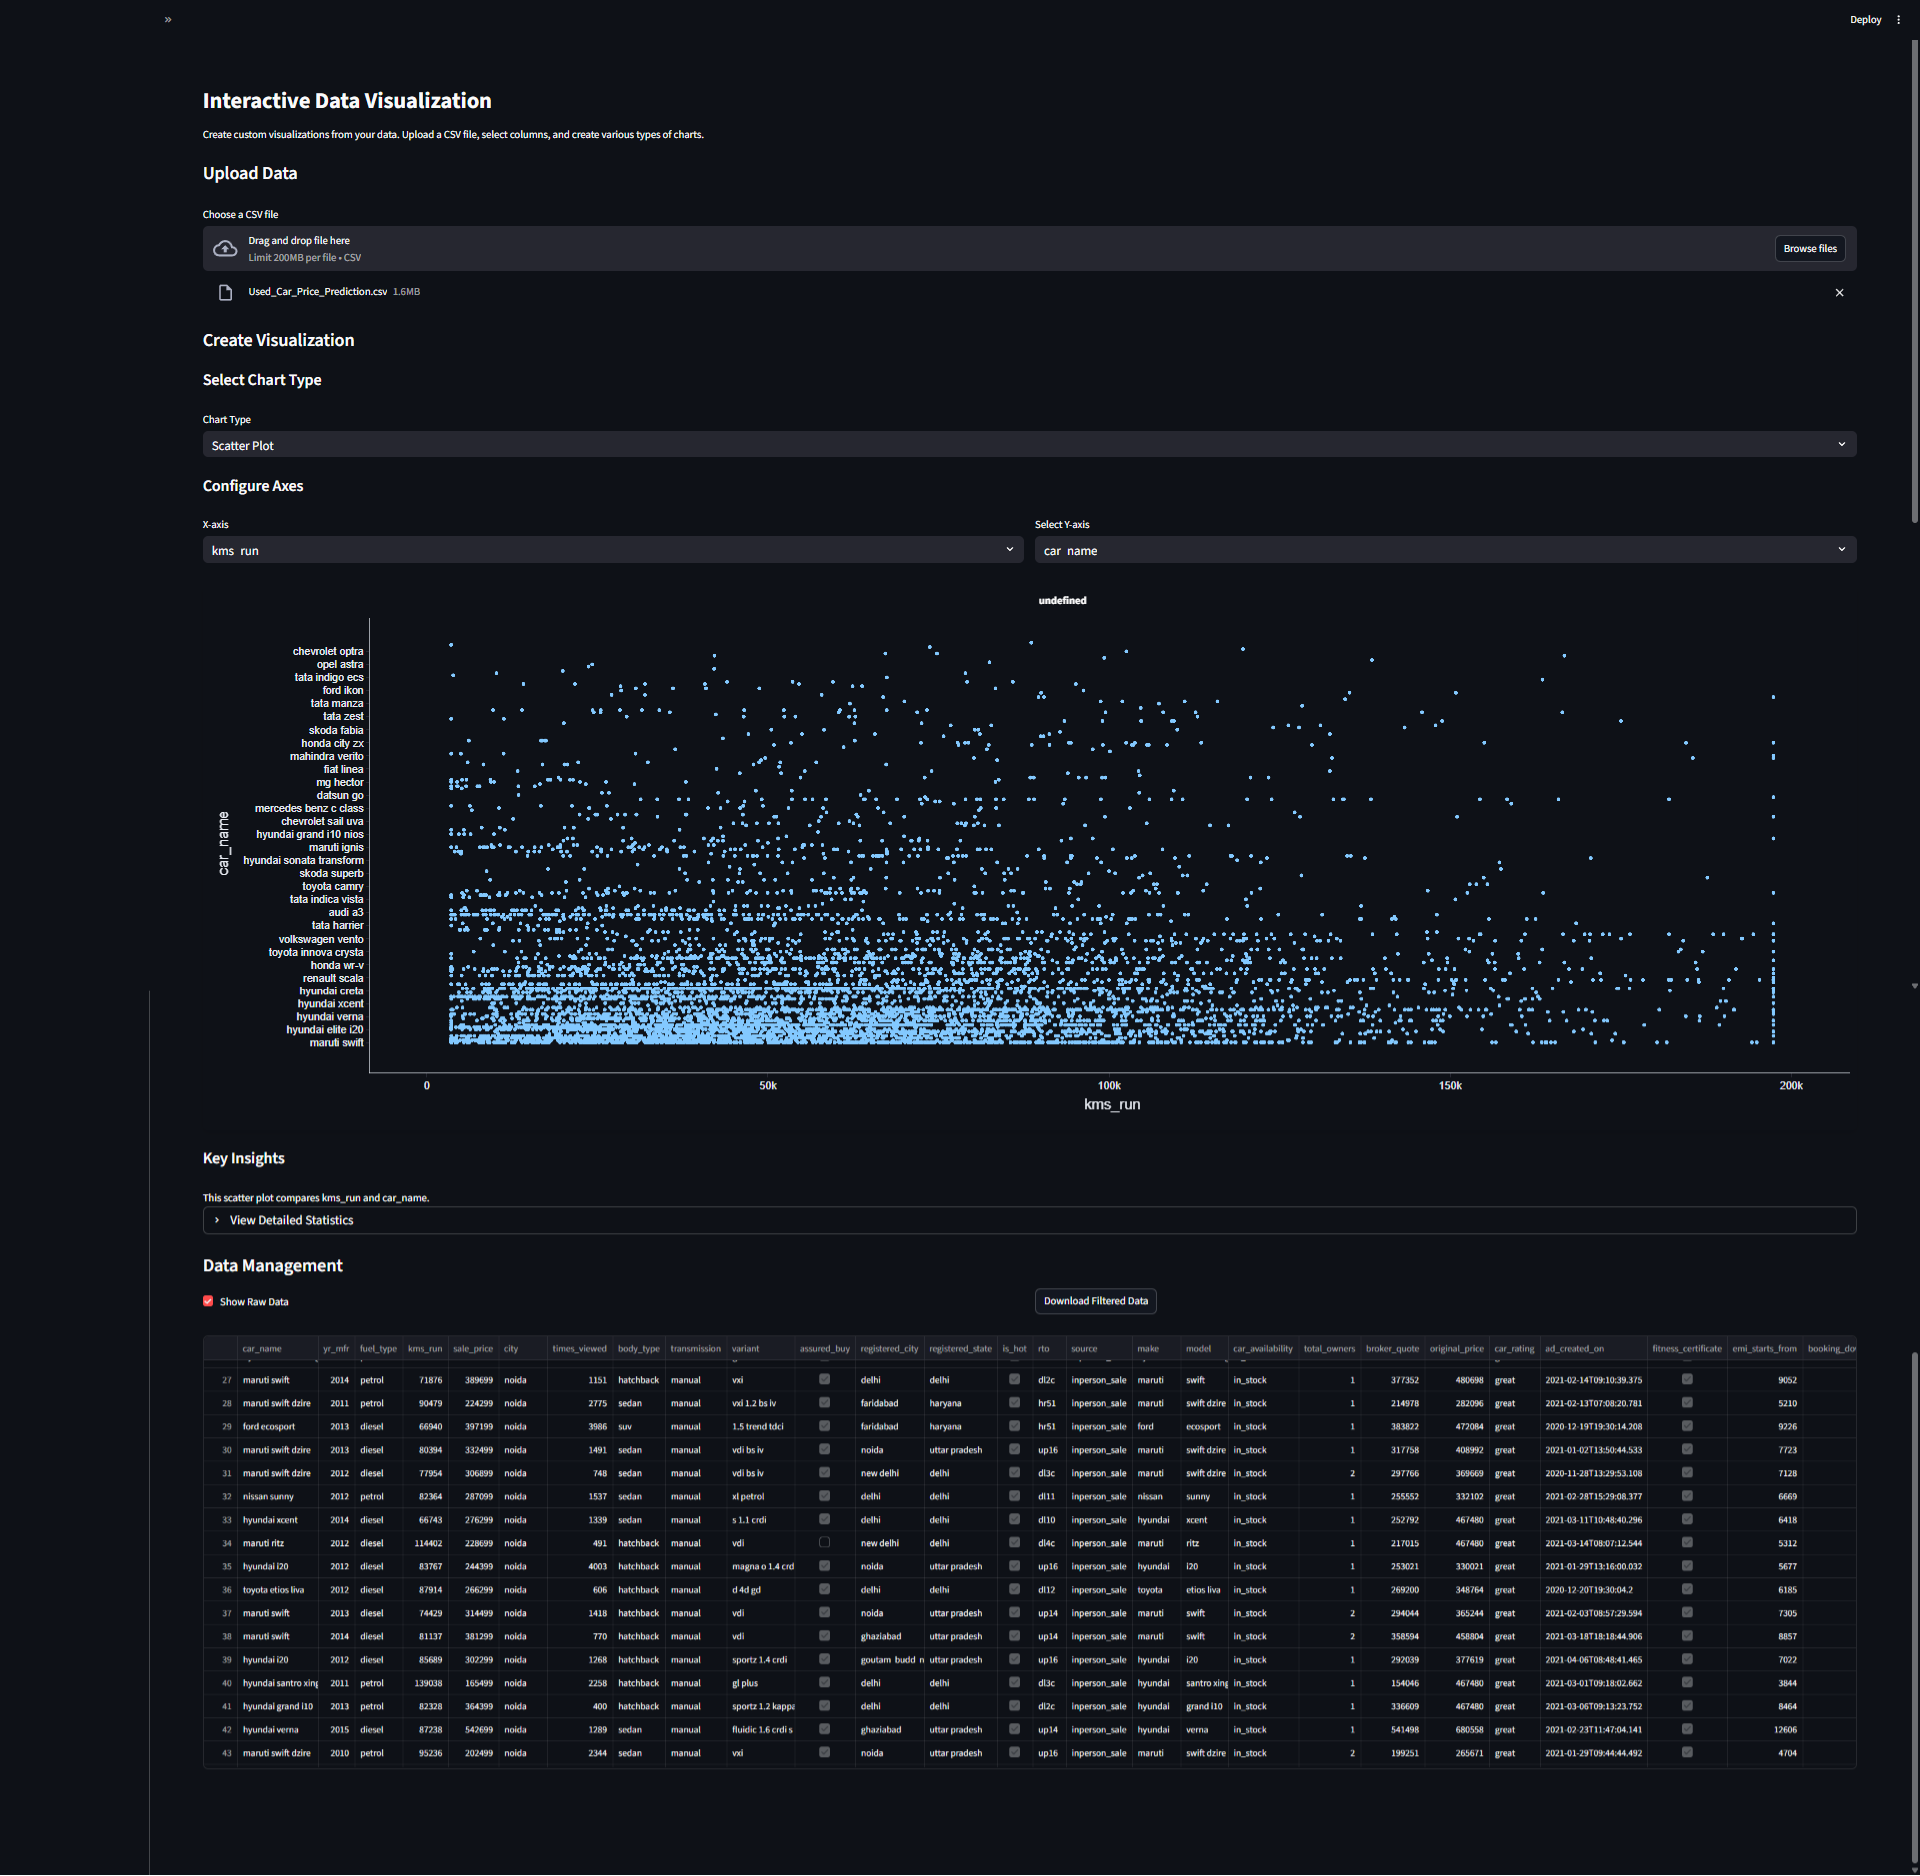 »
Deploy
Interactive Data Visualization
Create custom visualizations from your data. Upload a CSV file, select columns, and create various types of charts.
Upload Data
Choose a CSV file
Drag and drop file here
Limit 200MB per file • CSV
Browse files
Used_Car_Price_Prediction.csv 1.6MB
Create Visualization
Select Chart Type
Chart Type
Scatter Plot
Configure Axes
X-axis
Select Y-axis
kms_run
car_name
undefined
chevrolet optra
opel astra
tata indigo ecs
ford ikon
tata manza
tata zest
skoda fabia
honda city zx
mahindra verito
fiat linea
mg hector
datsun go
mercedes benz c class
chevrolet sail uva
hyundai grand i10 nios
maruti ignis
hyundai sonata transform
skoda superb
toyota camry
tata indica vista
audi a3
tata harrier
volkswagen vento
toyota innova crysta
honda wr-v
renault scala
hyundai creta
hyundai xcent
hyundai verna
hyundai elite i20
maruti swift
car_name
0 50k 100k 150k 200k
kms_run
Key Insights
This scatter plot compares kms_run and car_name.
View Detailed Statistics
Data Management
Show Raw Data
Download Filtered Data
car_name yr_mfr fuel_type kms_run sale_price city times_viewed body_type transmission variant assured_buy registered_city registered_state is_hot rto source make model car_availability total_owners broker_quote original_price car_rating ad_created_on fitness_certificate emi_starts_from booking_do
27 maruti swift 2014 petrol 71876 389699 noida 1151 hatchback manual vxi delhi delhi dl2c inperson_sale maruti swift in_stock 1 377352 480698 great 2021-02-14T09:10:39.375 9052
28 maruti swift dzire 2011 petrol 90479 224299 noida 2775 sedan manual vxi 1.2 bs iv faridabad haryana hr51 inperson_sale maruti swift dzire in_stock 1 214978 282096 great 2021-02-13T07:08:20.781 5210
29 ford ecosport 2013 diesel 66940 397199 noida 3986 suv manual 1.5 trend tdci faridabad haryana hr51 inperson_sale ford ecosport in_stock 1 383822 472084 great 2020-12-19T19:30:14.208 9226
30 maruti swift dzire 2013 diesel 80394 332499 noida 1491 sedan manual vdi bs iv noida uttar pradesh up16 inperson_sale maruti swift dzire in_stock 1 317758 408992 great 2021-01-02T13:50:44.533 7723
31 maruti swift dzire 2012 diesel 77954 306899 noida 748 sedan manual vdi bs iv new delhi delhi dl3c inperson_sale maruti swift dzire in_stock 2 297766 369669 great 2020-11-28T13:29:53.108 7128
32 nissan sunny 2012 petrol 82364 287099 noida 1537 sedan manual xl petrol delhi delhi dl11 inperson_sale nissan sunny in_stock 1 255552 332102 great 2021-02-28T15:29:08.377 6669
33 hyundai xcent 2014 diesel 66743 276299 noida 1339 sedan manual s 1.1 crdi delhi delhi dl10 inperson_sale hyundai xcent in_stock 1 252792 467480 great 2021-03-11T10:48:40.296 6418
34 maruti ritz 2012 diesel 114402 228699 noida 491 hatchback manual vdi new delhi delhi dl4c inperson_sale maruti ritz in_stock 1 217015 467480 great 2021-03-14T08:07:12.544 5312
35 hyundai i20 2012 diesel 83767 244399 noida 4003 hatchback manual magna o 1.4 crd noida uttar pradesh up16 inperson_sale hyundai i20 in_stock 1 253021 330021 great 2021-01-29T13:16:00.032 5677
36 toyota etios liva 2012 diesel 87914 266299 noida 606 hatchback manual d 4d gd delhi delhi dl12 inperson_sale toyota etios liva in_stock 1 269200 348764 great 2020-12-20T19:30:04.2 6185
37 maruti swift 2013 diesel 74429 314499 noida 1418 hatchback manual vdi noida uttar pradesh up14 inperson_sale maruti swift in_stock 2 294044 365244 great 2021-02-03T08:57:29.594 7305
38 maruti swift 2014 diesel 81137 381299 noida 770 hatchback manual vdi ghaziabad uttar pradesh up14 inperson_sale maruti swift in_stock 2 358594 458804 great 2021-03-18T18:18:44.906 8857
39 hyundai i20 2012 diesel 85689 302299 noida 1268 hatchback manual sportz 1.4 crdi goutam budd n uttar pradesh up16 inperson_sale hyundai i20 in_stock 1 292039 377619 great 2021-04-06T08:48:41.465 7022
40 hyundai santro xing 2011 petrol 139038 165499 noida 2258 hatchback manual gl plus delhi delhi dl3c inperson_sale hyundai santro xing in_stock 1 154046 467480 great 2021-03-01T09:18:02.662 3844
41 hyundai grand i10 2013 petrol 82328 364399 noida 400 hatchback manual sportz 1.2 kappa delhi delhi dl2c inperson_sale hyundai grand i10 in_stock 1 336609 467480 great 2021-03-06T09:13:23.752 8464
42 hyundai verna 2015 diesel 87238 542699 noida 1289 sedan manual fluidic 1.6 crdi s ghaziabad uttar pradesh up14 inperson_sale hyundai verna in_stock 1 541498 680558 great 2021-02-23T11:47:04.141 12606
43 maruti swift dzire 2010 petrol 95236 202499 noida 2344 sedan manual vxi noida uttar pradesh up16 inperson_sale maruti swift dzire in_stock 2 199251 265671 great 2021-01-29T09:44:44.492 4704